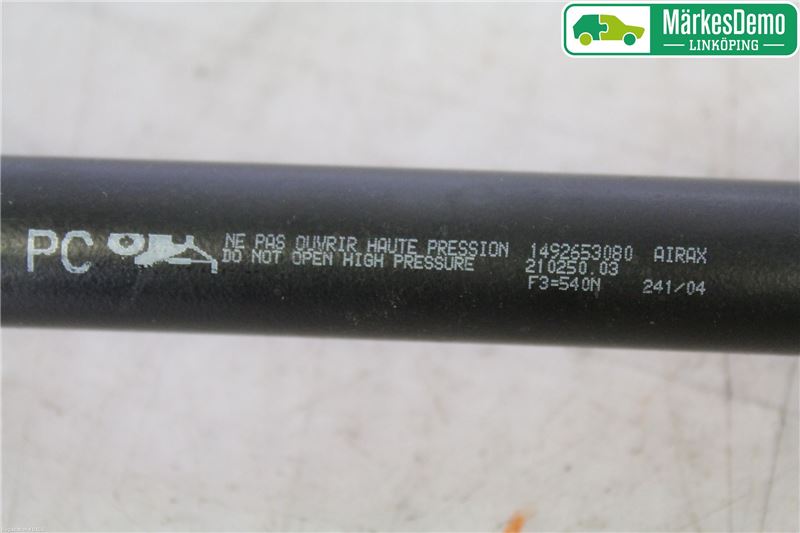 MärkesDemo
LINKÖPING
PC
NE PAS OUVRIR HAUTE PRESSION 1492653080 AIRAX
DO NOT OPEN HIGH PRESSURE 210250.03
F3=540N 241/04